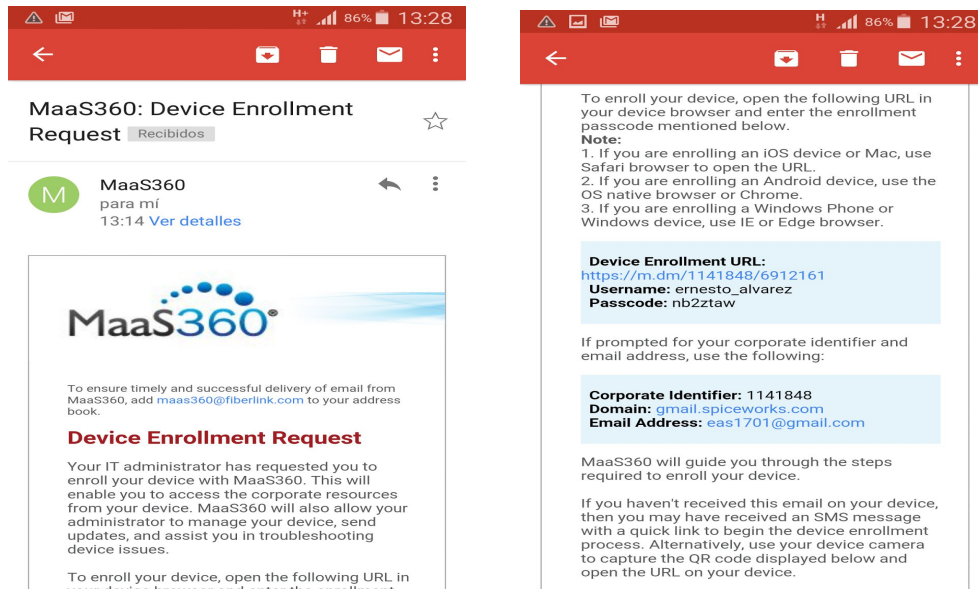 H+ 86% 13:28
MaaS360: Device Enrollment
Request Recibidos
M
MaaS360
para mí
13:14 Ver detalles
MaaS360®
To ensure timely and successful delivery of email from
MaaS360, add maas360@fiberlink.com to your address
book.
Device Enrollment Request
Your IT administrator has requested you to
enroll your device with MaaS360. This will
enable you to access the corporate resources
from your device. MaaS360 will also allow your
administrator to manage your device, send
updates, and assist you in troubleshooting
device issues.
To enroll your device, open the following URL in
your device browser and enter the enrollment
H 86% 13:28
To enroll your device, open the following URL in
your device browser and enter the enrollment
passcode mentioned below.
Note:
1. If you are enrolling an iOS device or Mac, use
Safari browser to open the URL.
2. If you are enrolling an Android device, use the
OS native browser or Chrome.
3. If you are enrolling a Windows Phone or
Windows device, use IE or Edge browser.
Device Enrollment URL:
https://m.dm/1141848/6912161
Username: ernesto_alvarez
Passcode: nb2ztaw
If prompted for your corporate identifier and
email address, use the following:
Corporate Identifier: 1141848
Domain: gmail.spiceworks.com
Email Address: eas1701@gmail.com
MaaS360 will guide you through the steps
required to enroll your device.
If you haven't received this email on your device,
then you may have received an SMS message
with a quick link to begin the device enrollment
process. Alternatively, use your device camera
to capture the QR code displayed below and
open the URL on your device.